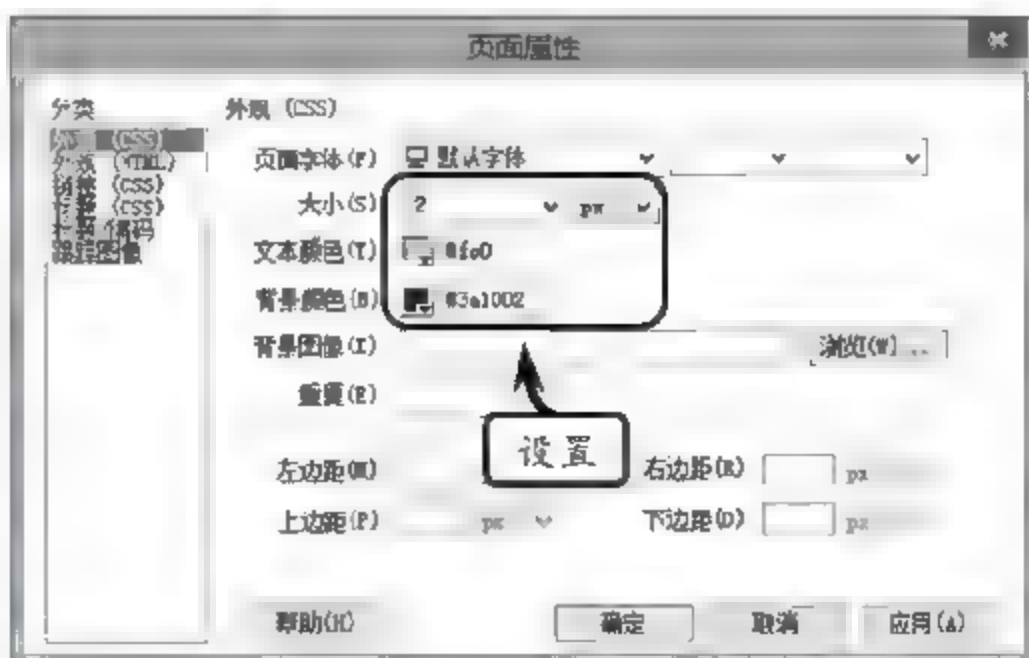 页面属性
分类
外观 (CSS)
外观 (CSS)
外观 (HTML)
链接 (CSS)
标题 (CSS)
标题/编码
跟踪图像
页面字体(F) 默认字体
大小(S) 2 px
文本颜色(T) #fc0
背景颜色(B) #3a1002
背景图像(I) 浏览(W)...
重复(E)
设置
左边距(M) 右边距(R) px
上边距(P) px 下边距(O) px
帮助(H) 确定 取消 应用(A)